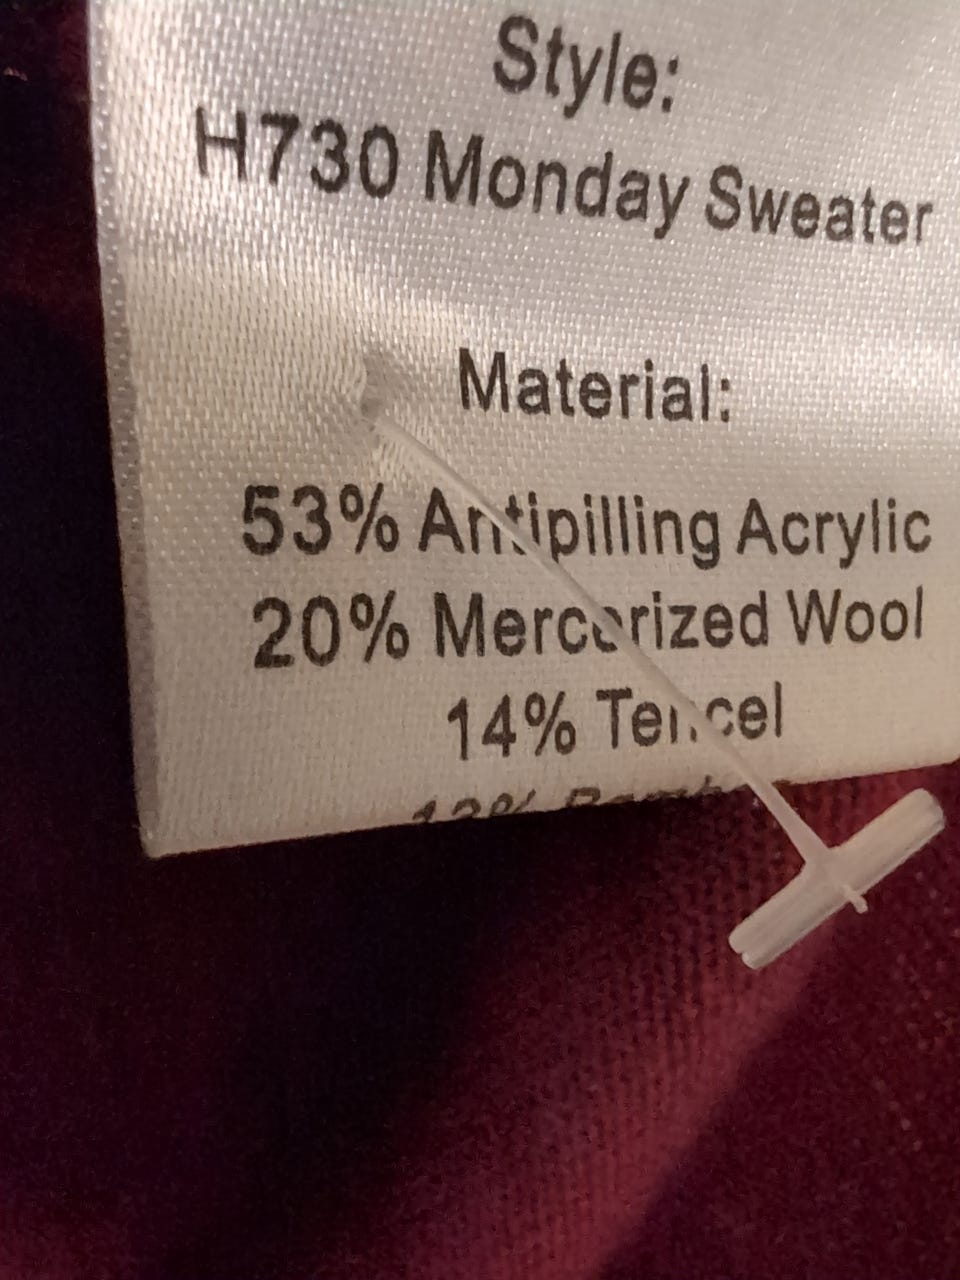 Style:
H730 Monday Sweater
Material:
53% Antipilling Acrylic
20% Mercerized Wool
14% Tencel